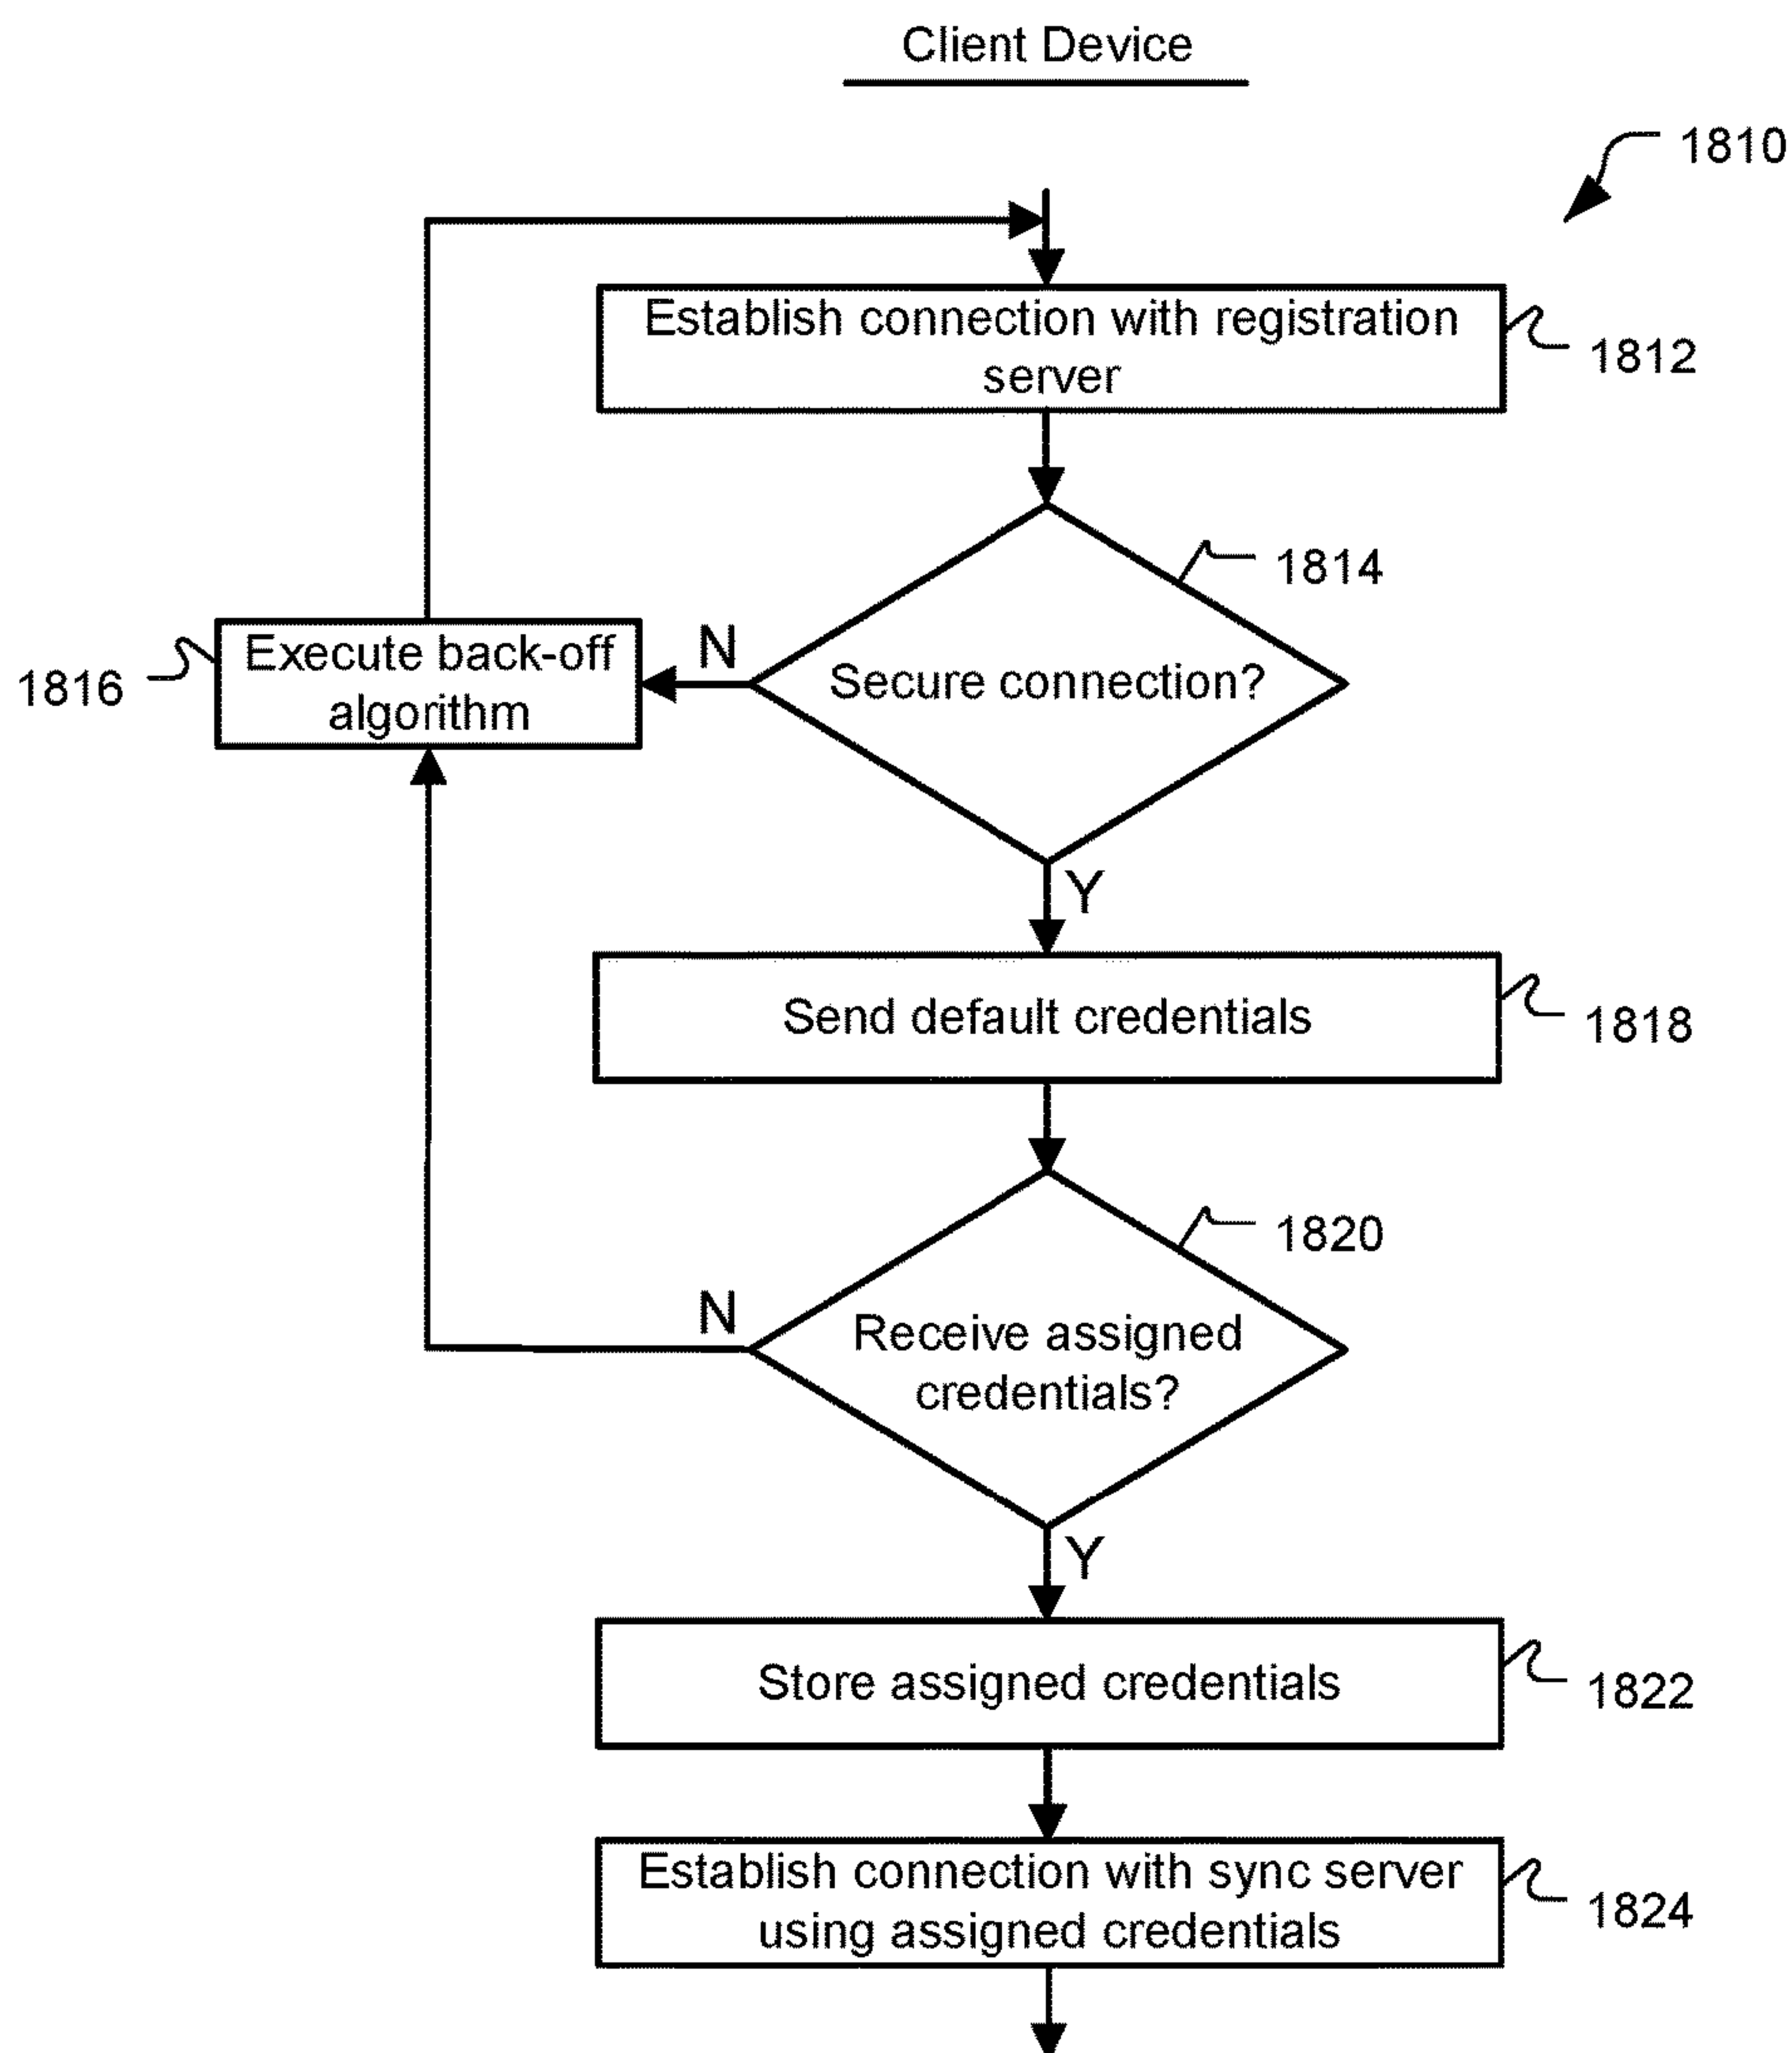 Client Device
1810
Establish connection with registration
server
1812
1814
Secure connection?
N
Execute back-off
algorithm
1816
Y
Send default credentials
1818
1820
Receive assigned
credentials?
N
Y
Store assigned credentials
1822
Establish connection with sync server
using assigned credentials
1824